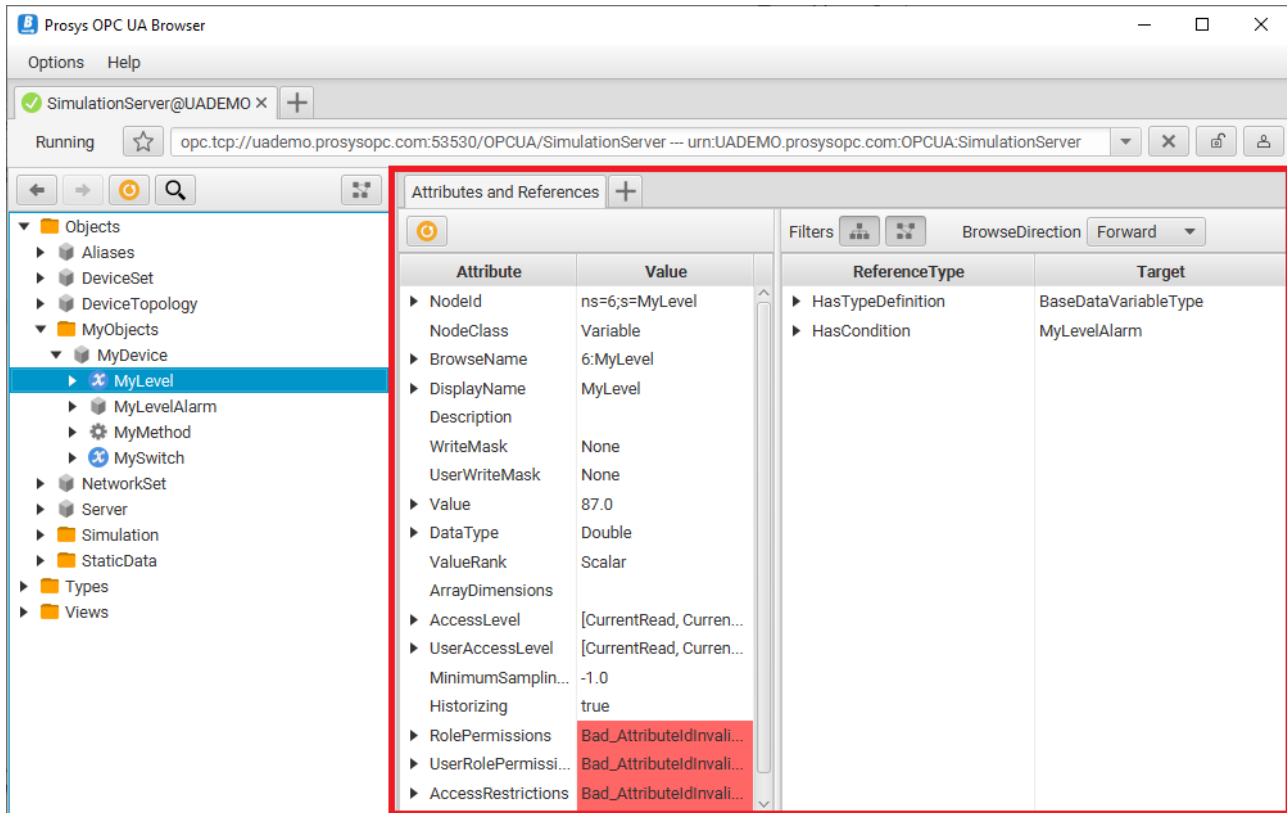 Prosys OPC UA Browser
Options Help
SimulationServer@UADEMO
Running opc.tcp://uademo.prosysopc.com:53530/OPCUA/SimulationServer --- urn:UADEMO.prosysopc.com:OPCUA:SimulationServer
Objects
Aliases
DeviceSet
DeviceTopology
MyObjects
MyDevice
MyLevel
MyLevelAlarm
MyMethod
MySwitch
NetworkSet
Server
Simulation
StaticData
Types
Views
Attributes and References
Attribute Value
NodeId ns=6;s=MyLevel
NodeClass Variable
BrowseName 6:MyLevel
DisplayName MyLevel
Description
WriteMask None
UserWriteMask None
Value 87.0
DataType Double
ValueRank Scalar
ArrayDimensions
AccessLevel [CurrentRead, Curren...
UserAccessLevel [CurrentRead, Curren...
MinimumSamplin... -1.0
Historizing true
RolePermissions Bad_AttributeIdInvali...
UserRolePermissi... Bad_AttributeIdInvali...
AccessRestrictions Bad_AttributeIdInvali...
Filters BrowseDirection Forward
ReferenceType Target
HasTypeDefinition BaseDataVariableType
HasCondition MyLevelAlarm